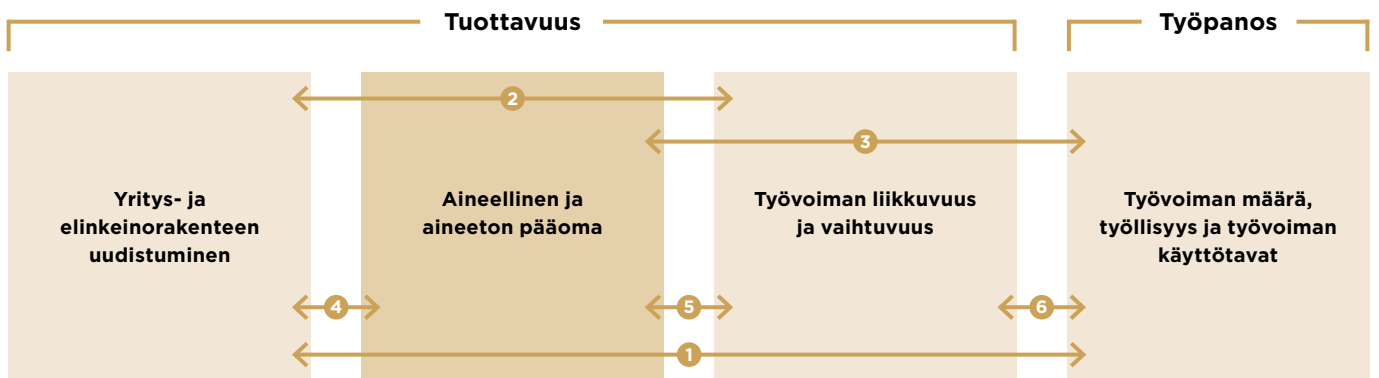 Tuottavuus
Työpanos
2
3
Yritys- ja
elinkeinorakenteen
uudistuminen
Aineellinen ja
aineeton pääoma
Työvoiman liikkuvuus
ja vaihtuvuus
Työvoiman määrä,
työllisyys ja työvoiman
käyttötavat
4
5
6
1